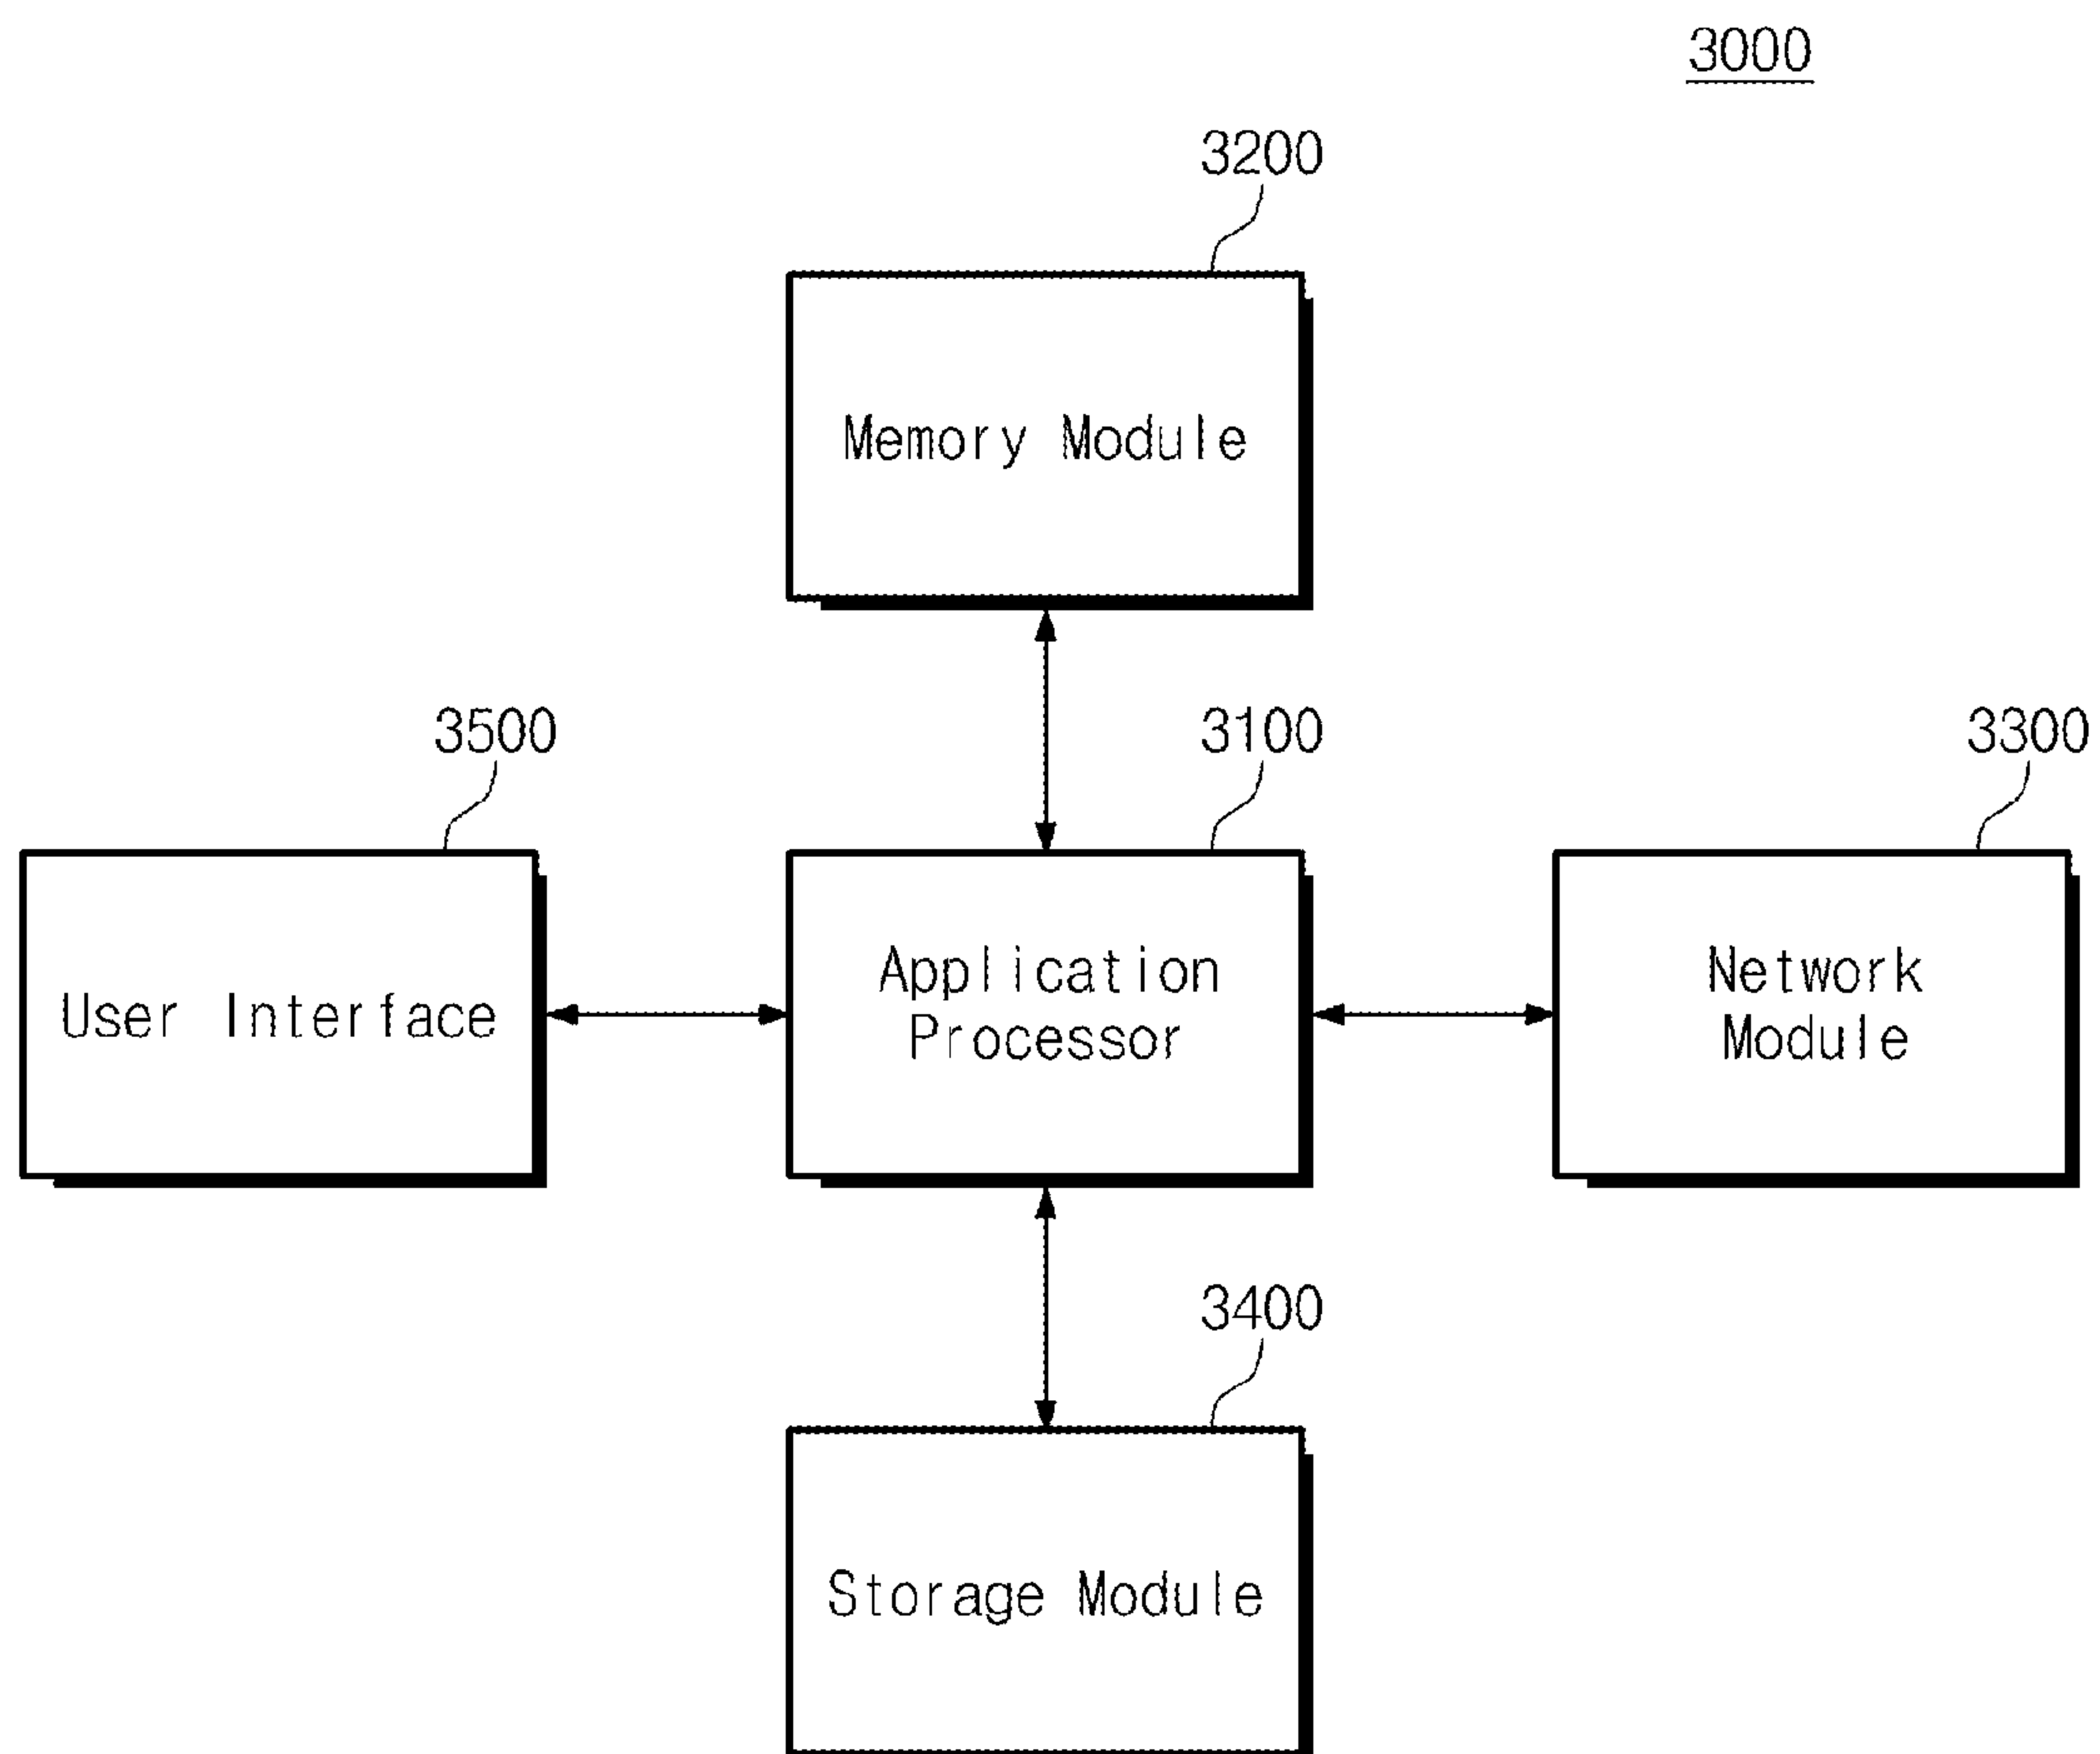 3000
3200
Memory Module
3500
3100
3300
User Interface
Application
Processor
Network
Module
3400
Storage Module